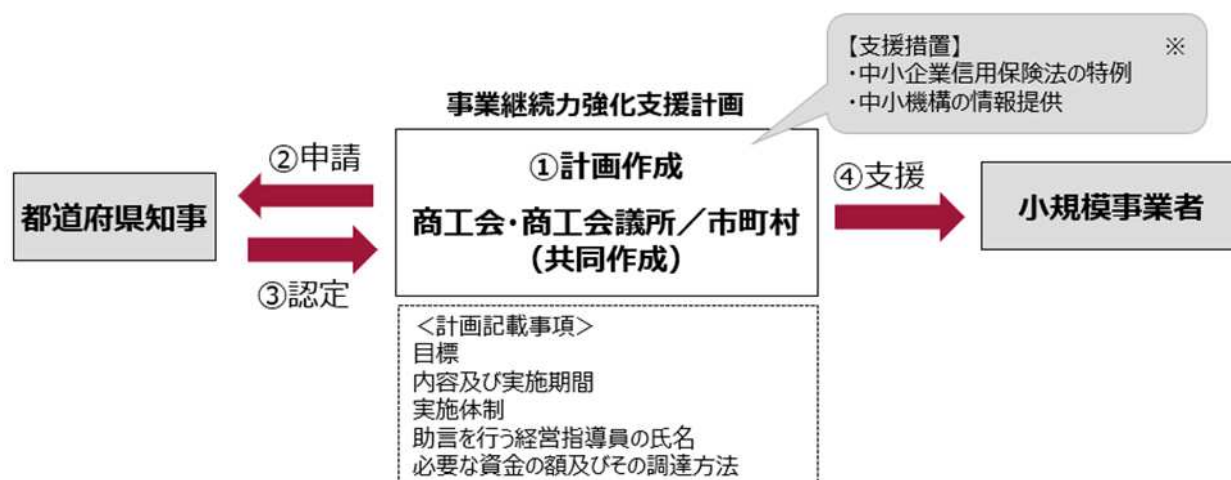 【支援措置】 ※
・中小企業信用保険法の特例
・中小機構の情報提供
事業継続力強化支援計画
②申請
①計画作成
④支援
都道府県知事
商工会・商工会議所／市町村
（共同作成）
小規模事業者
③認定
＜計画記載事項＞
目標
内容及び実施期間
実施体制
助言を行う経営指導員の氏名
必要な資金の額及びその調達方法